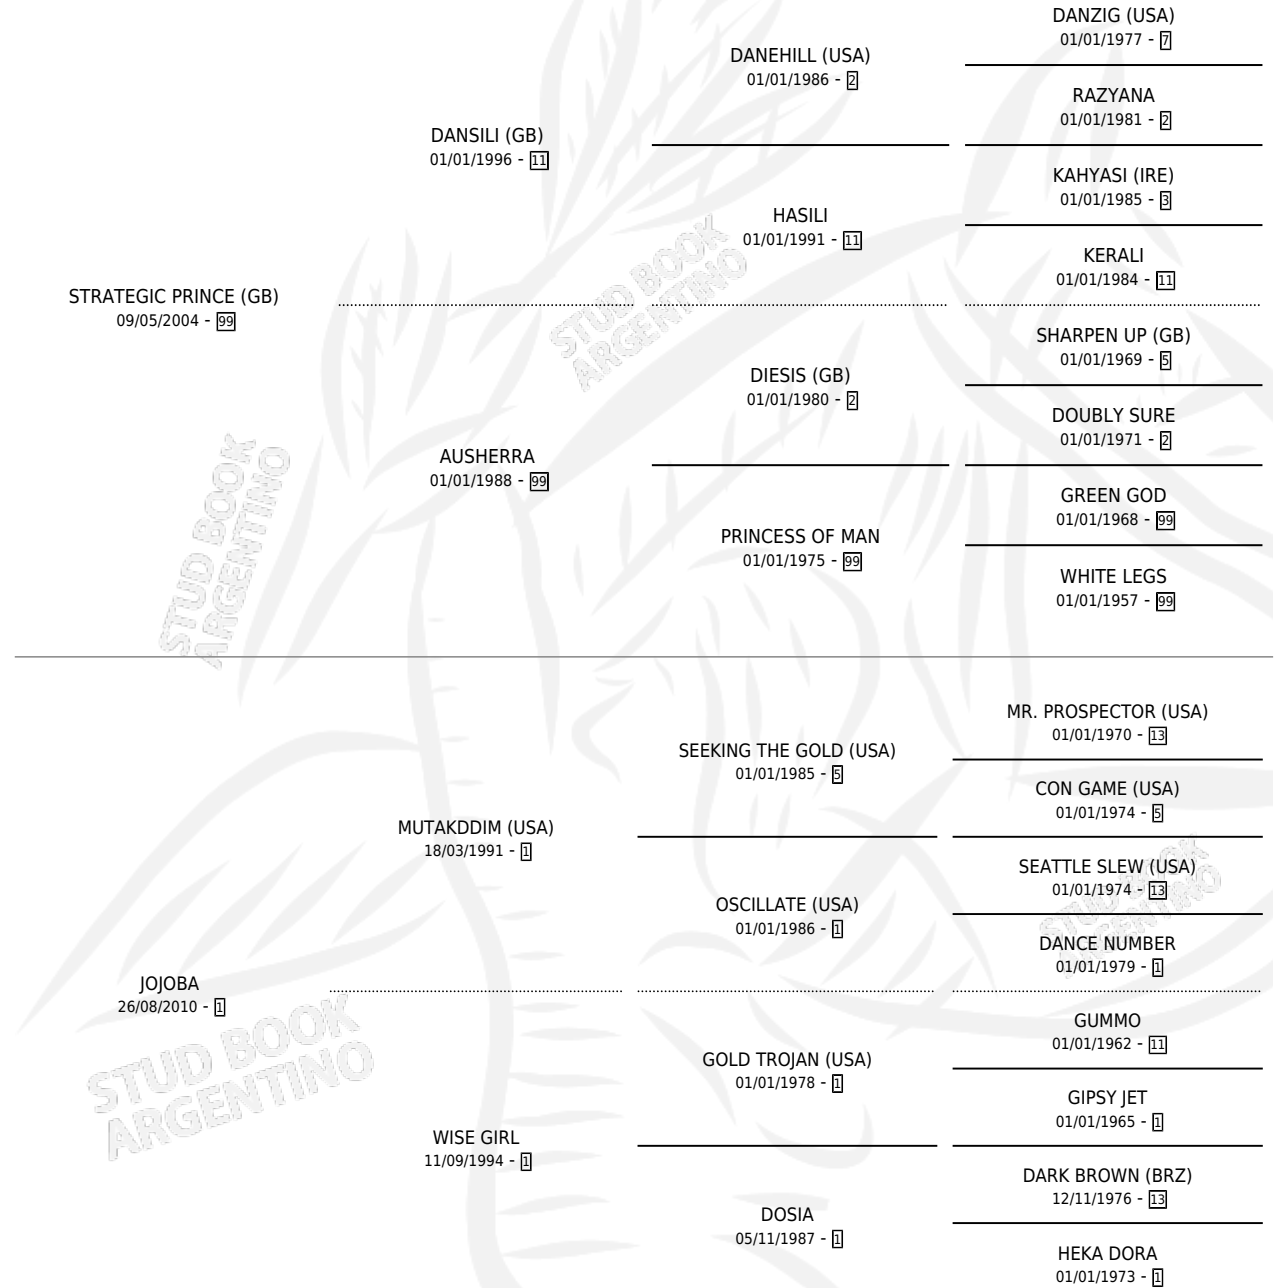 DANZIG (USA)
01/01/1977 - 7
DANEHILL (USA)
01/01/1986 - 2
RAZYANA
01/01/1981 - 2
DANSILI (GB)
01/01/1996 - 11
KAHYASI (IRE)
01/01/1985 - 3
HASILI
01/01/1991 - 11
KERALI
01/01/1984 - 11
STRATEGIC PRINCE (GB)
09/05/2004 - 99
SHARPEN UP (GB)
01/01/1969 - 5
DIESIS (GB)
01/01/1980 - 2
DOUBLY SURE
01/01/1971 - 2
AUSHERRA
01/01/1988 - 99
GREEN GOD
01/01/1968 - 99
PRINCESS OF MAN
01/01/1975 - 99
WHITE LEGS
01/01/1957 - 99
STUD BOOK
ARGENTINO
STUD BOOK
ARGENTINO
MR. PROSPECTOR (USA)
01/01/1970 - 13
SEEKING THE GOLD (USA)
01/01/1985 - 5
CON GAME (USA)
01/01/1974 - 5
MUTAKDDIM (USA)
18/03/1991 - 1
SEATTLE SLEW (USA)
01/01/1974 - 13
OSCILLATE (USA)
01/01/1986 - 1
DANCE NUMBER
01/01/1979 - 1
STUD BOOK
ARGENTINO
JOJOBA
26/08/2010 - 1
GUMMO
01/01/1962 - 11
GOLD TROJAN (USA)
01/01/1978 - 1
GIPSY JET
01/01/1965 - 1
WISE GIRL
11/09/1994 - 1
DARK BROWN (BRZ)
12/11/1976 - 13
DOSIA
05/11/1987 - 1
HEKA DORA
01/01/1973 - 1
STUD BOOK
ARGENTINO